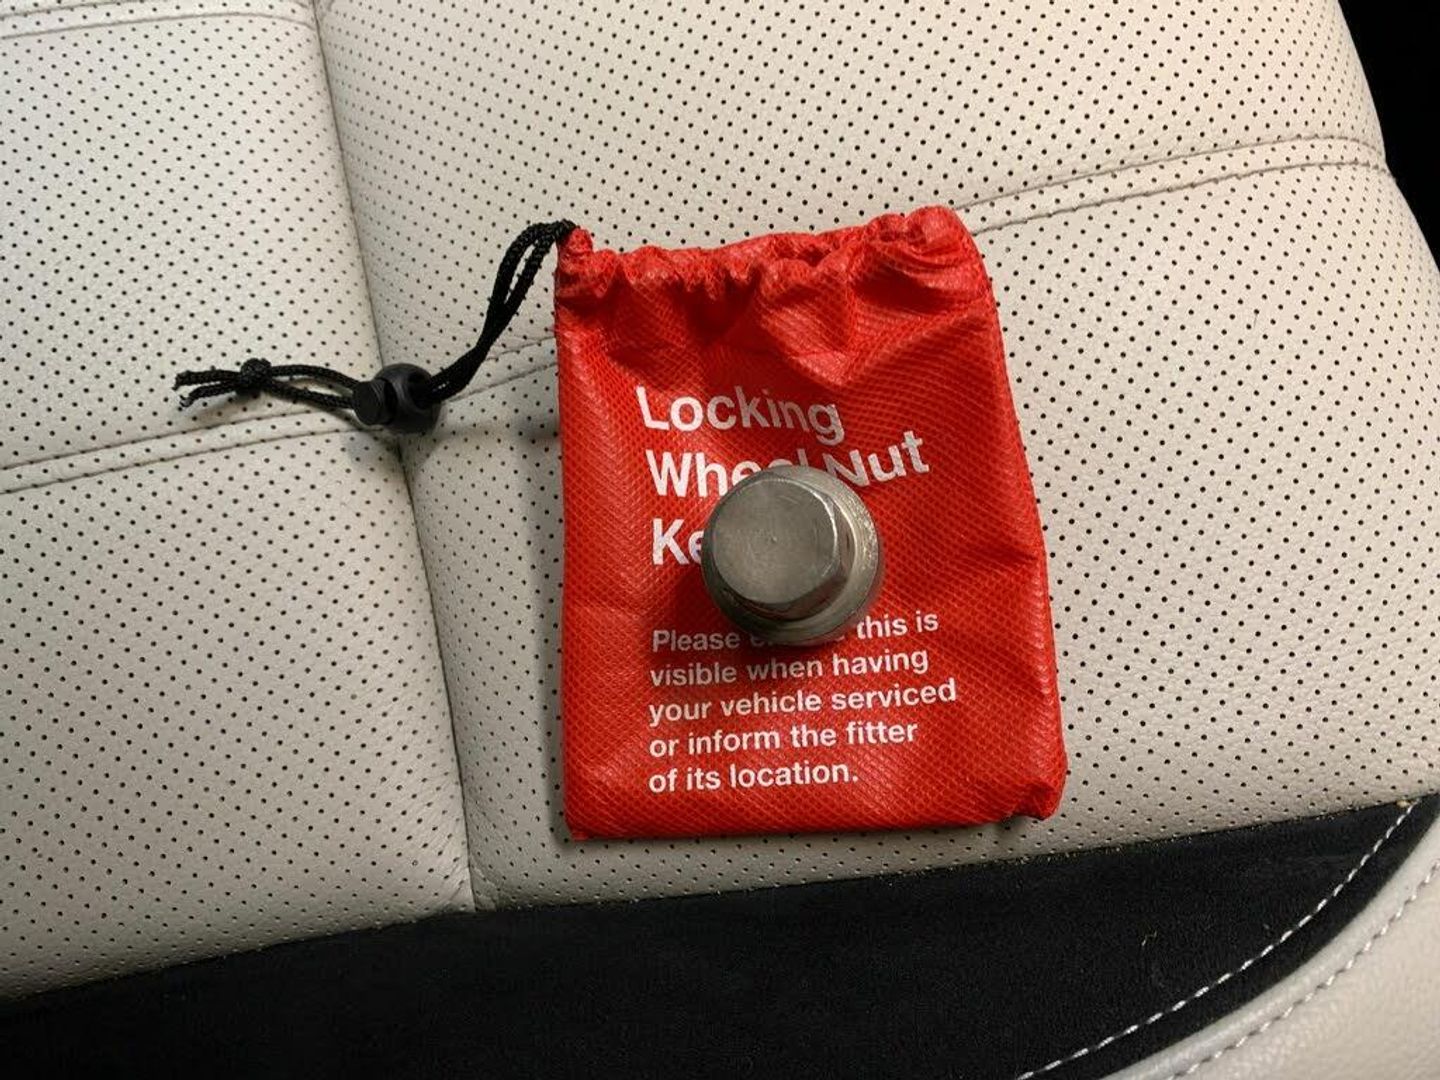 Locking
Nut
Please this is
visible when having
your vehicle serviced
or inform the fitter
of its location.